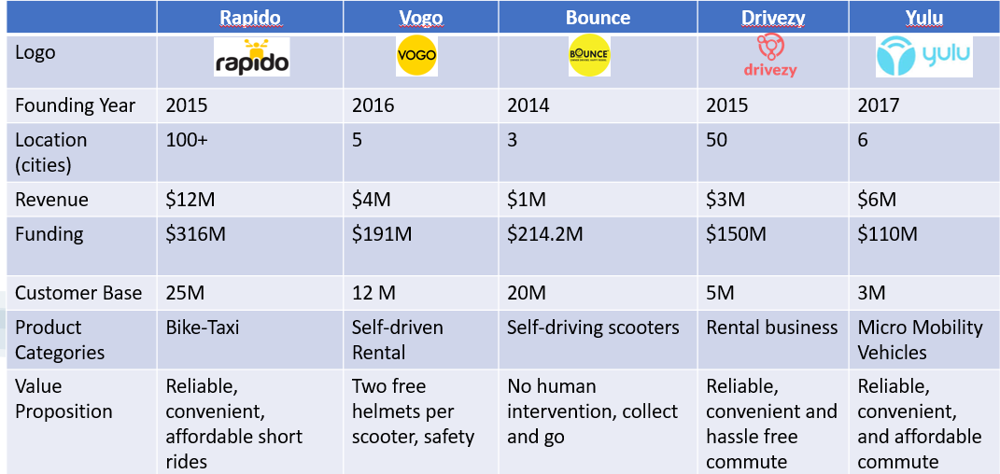 Rapido Vogo Bounce Drivezy Yulu
Logo rapido VOGO BOUNCE drivezy yulu
Founding Year 2015 2016 2014 2015 2017
Location 100+ 5 3 50 6
(cities)
Revenue $12M $4M $1M $3M $6M
Funding $316M $191M $214.2M $150M $110M
Customer Base 25M 12 M 20M 5M 3M
Product Bike-Taxi Self-driven Self-driving scooters Rental business Micro Mobility
Categories Rental Vehicles
Value Reliable, Two free No human Reliable, Reliable,
Proposition convenient, helmets per intervention, collect convenient and convenient,
affordable short scooter, safety and go hassle free and affordable
rides commute commute